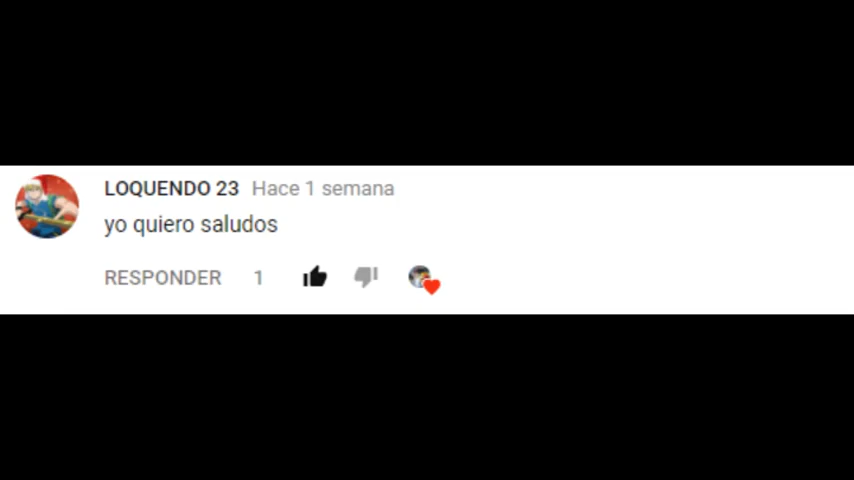 LOQUENDO 23 Hace 1 semana
yo quiero saludos
RESPONDER 1